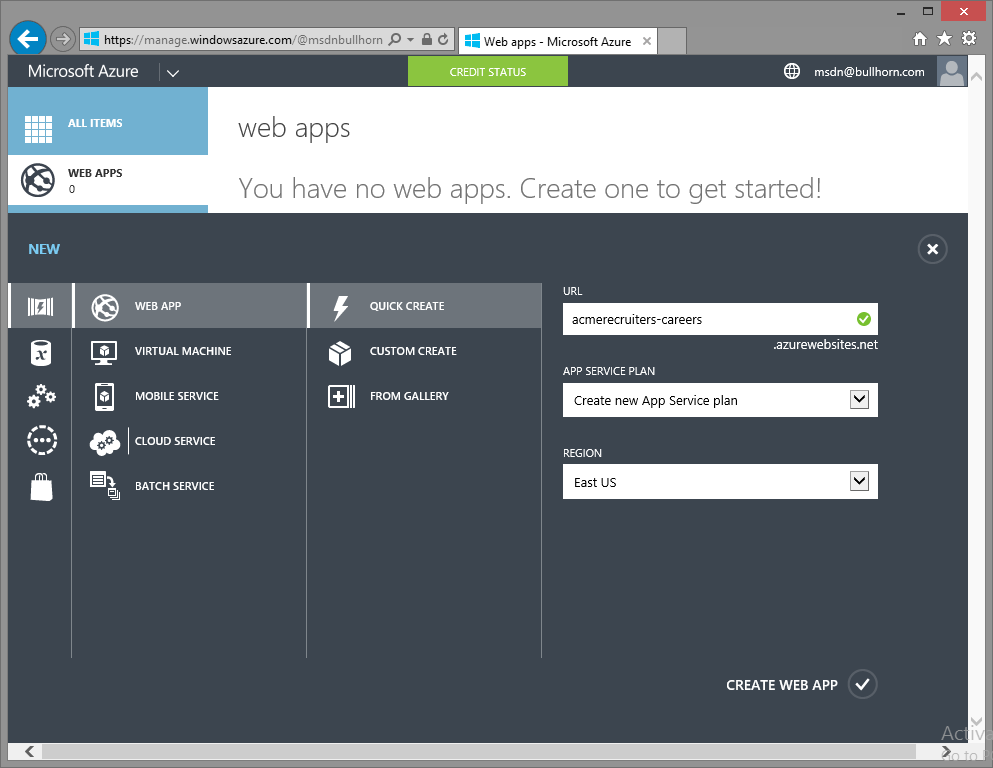 https://manage.windowsazure.com/@msdnbullhorn
Web apps - Microsoft Azure
Microsoft Azure
CREDIT STATUS
msdn@bullhorn.com
ALL ITEMS
WEB APPS
0
web apps
You have no web apps. Create one to get started!
NEW
WEB APP
VIRTUAL MACHINE
MOBILE SERVICE
CLOUD SERVICE
BATCH SERVICE
QUICK CREATE
CUSTOM CREATE
FROM GALLERY
URL
acmerecruiters-careers
.azurewebsites.net
APP SERVICE PLAN
Create new App Service plan
REGION
East US
CREATE WEB APP
Activa
Go to